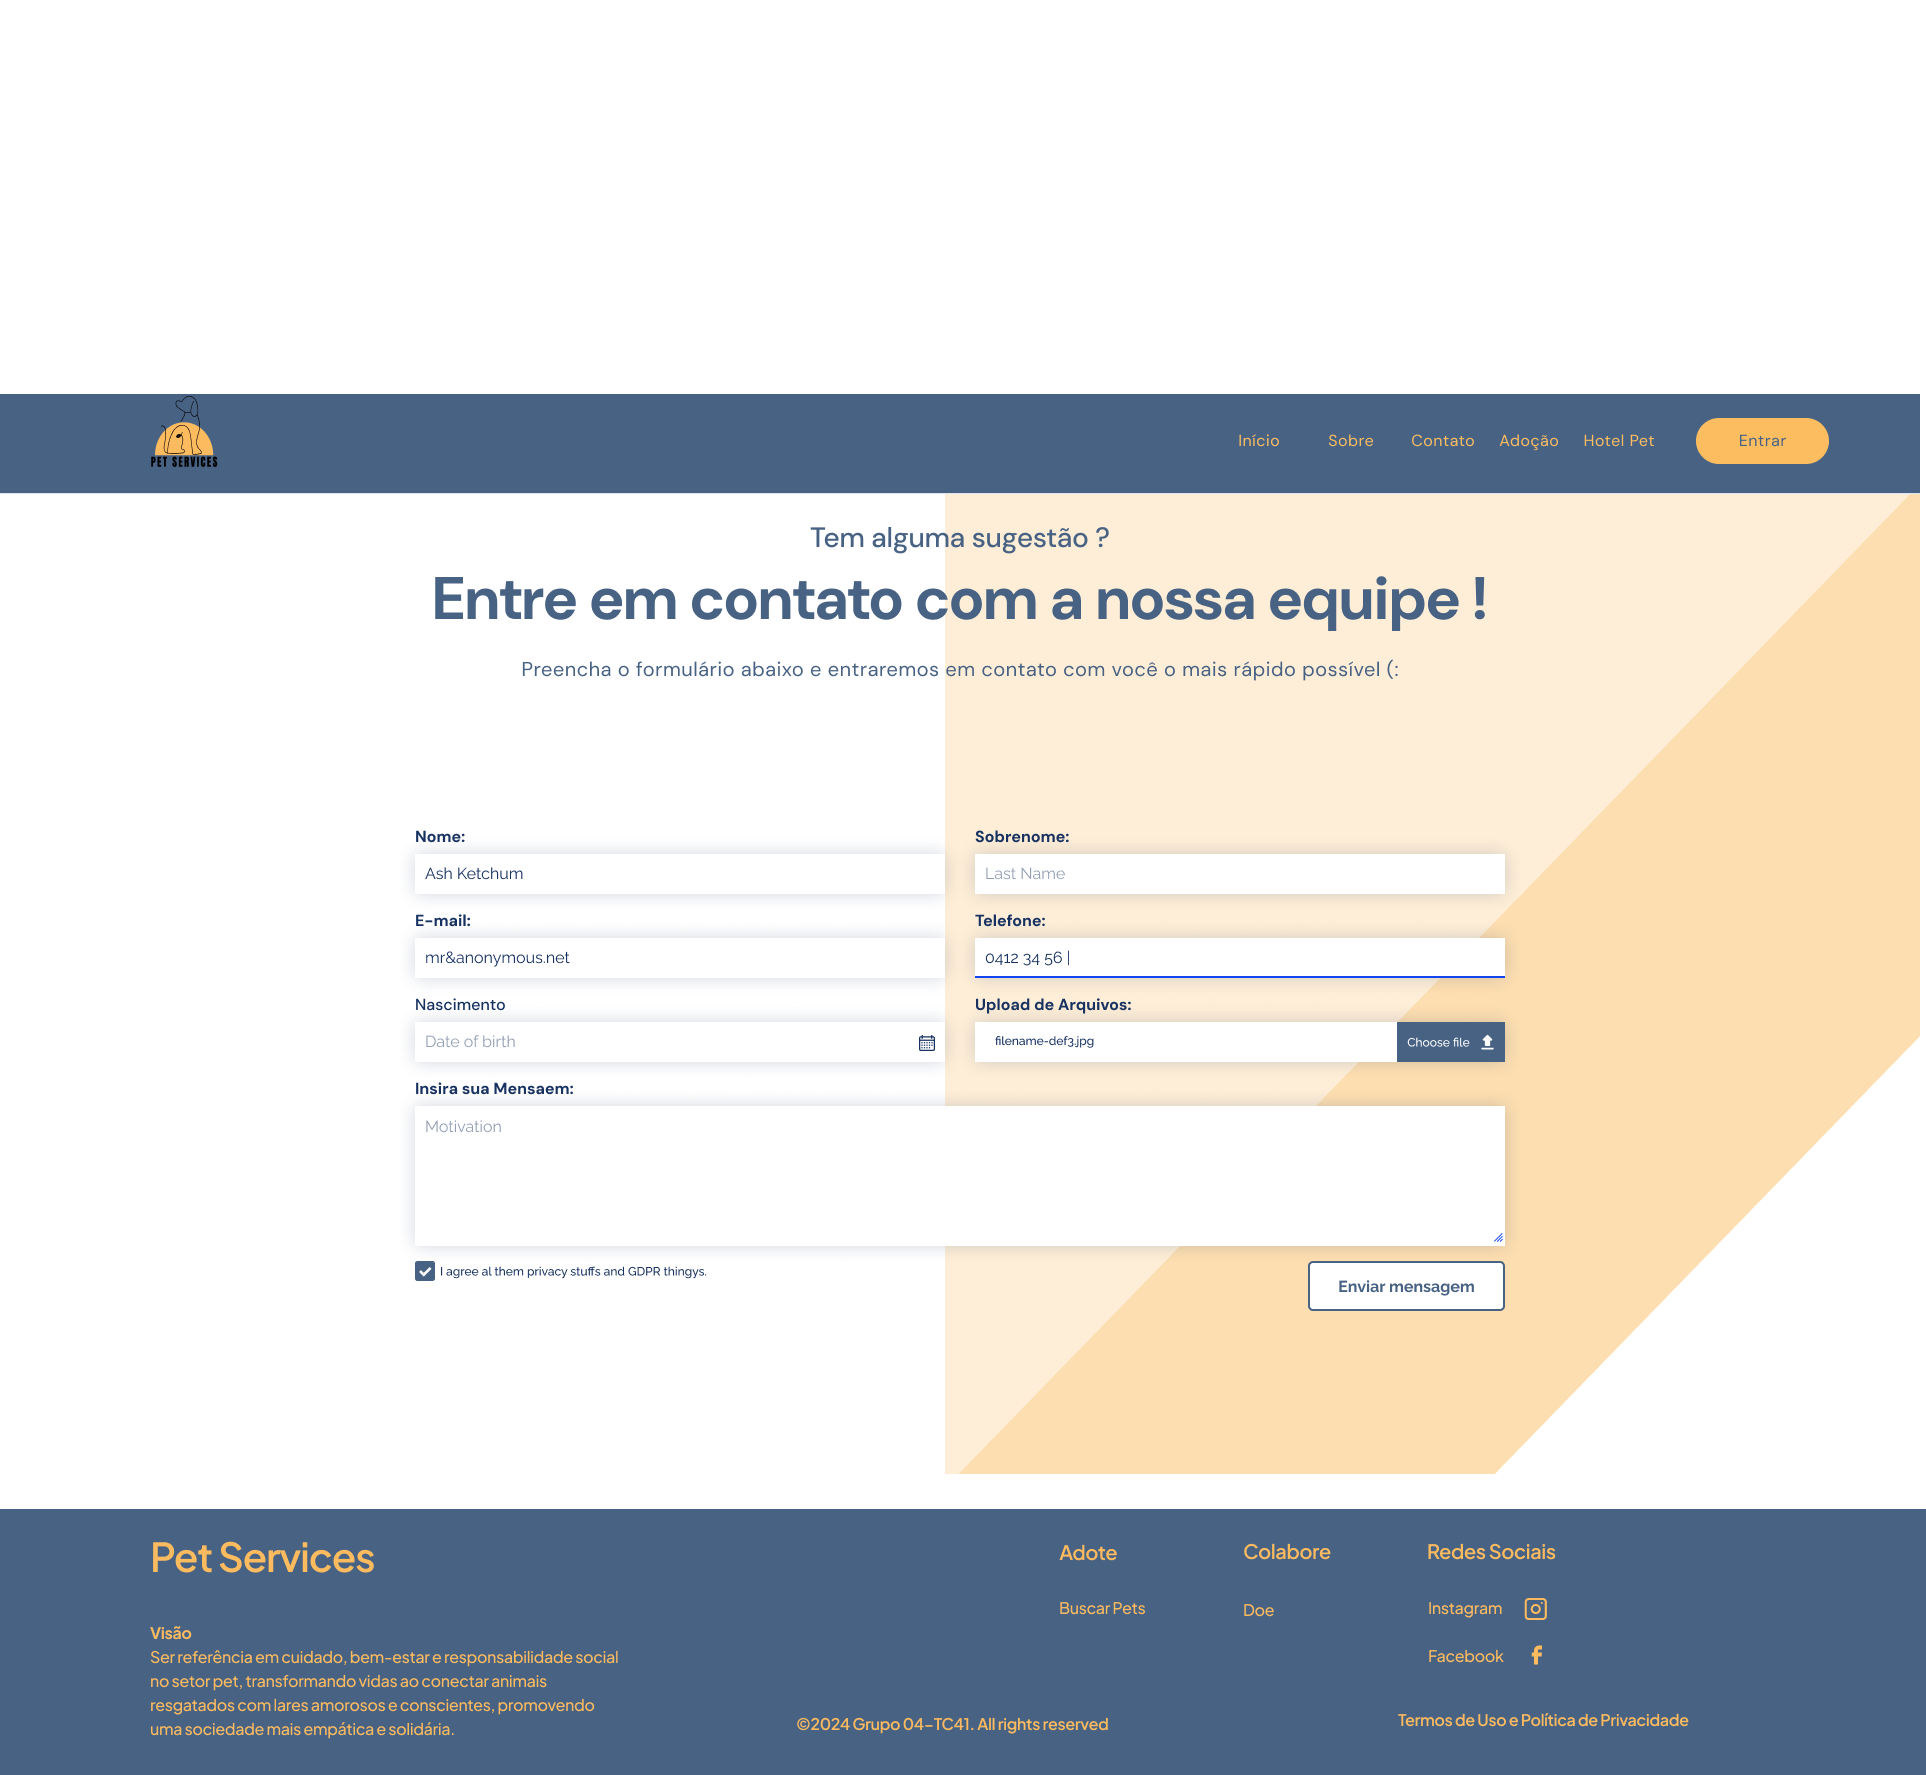 PET SERVICES
Início Sobre Contato Adoção Hotel Pet Entrar
Tem alguma sugestão ?
Entre em contato com a nossa equipe !
Preencha o formulário abaixo e entraremos em contato com você o mais rápido possível (:
Nome: Sobrenome:
Ash Ketchum Last Name
E-mail: Telefone:
mr&anonymous.net 0412 34 56 |
Nascimento Upload de Arquivos:
Date of birth filename-def3.jpg Choose file
Insira sua Mensaem:
Motivation
I agree al them privacy stuffs and GDPR thingys.
Enviar mensagem
Pet Services
Visão
Ser referência em cuidado, bem-estar e responsabilidade social
no setor pet, transformando vidas ao conectar animais
resgatados com lares amorosos e conscientes, promovendo
uma sociedade mais empática e solidária.
Adote
Buscar Pets
Colabore
Doe
Redes Sociais
Instagram
Facebook
©2024 Grupo 04-TC41. All rights reserved
Termos de Uso e Política de Privacidade